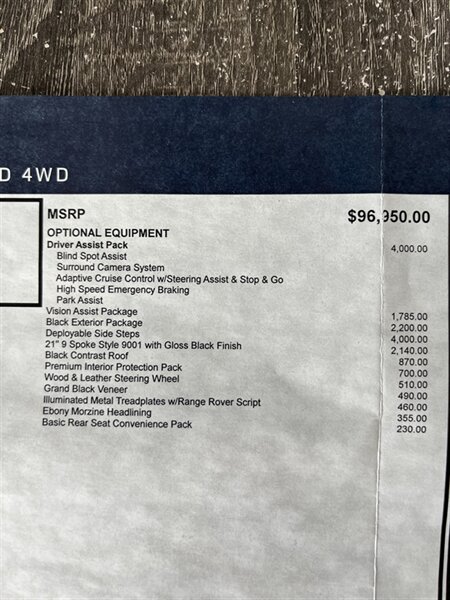 D 4WD
MSRP $96,950.00
OPTIONAL EQUIPMENT
Driver Assist Pack 4,000.00
Blind Spot Assist
Surround Camera System
Adaptive Cruise Control w/Steering Assist & Stop & Go
High Speed Emergency Braking
Park Assist
Vision Assist Package 1,785.00
Black Exterior Package 2,200.00
Deployable Side Steps 4,000.00
21" 9 Spoke Style 9001 with Gloss Black Finish 2,140.00
Black Contrast Roof 870.00
Premium Interior Protection Pack 700.00
Wood & Leather Steering Wheel 510.00
Grand Black Veneer 490.00
Illuminated Metal Treadplates w/Range Rover Script 460.00
Ebony Morzine Headlining 355.00
Basic Rear Seat Convenience Pack 230.00